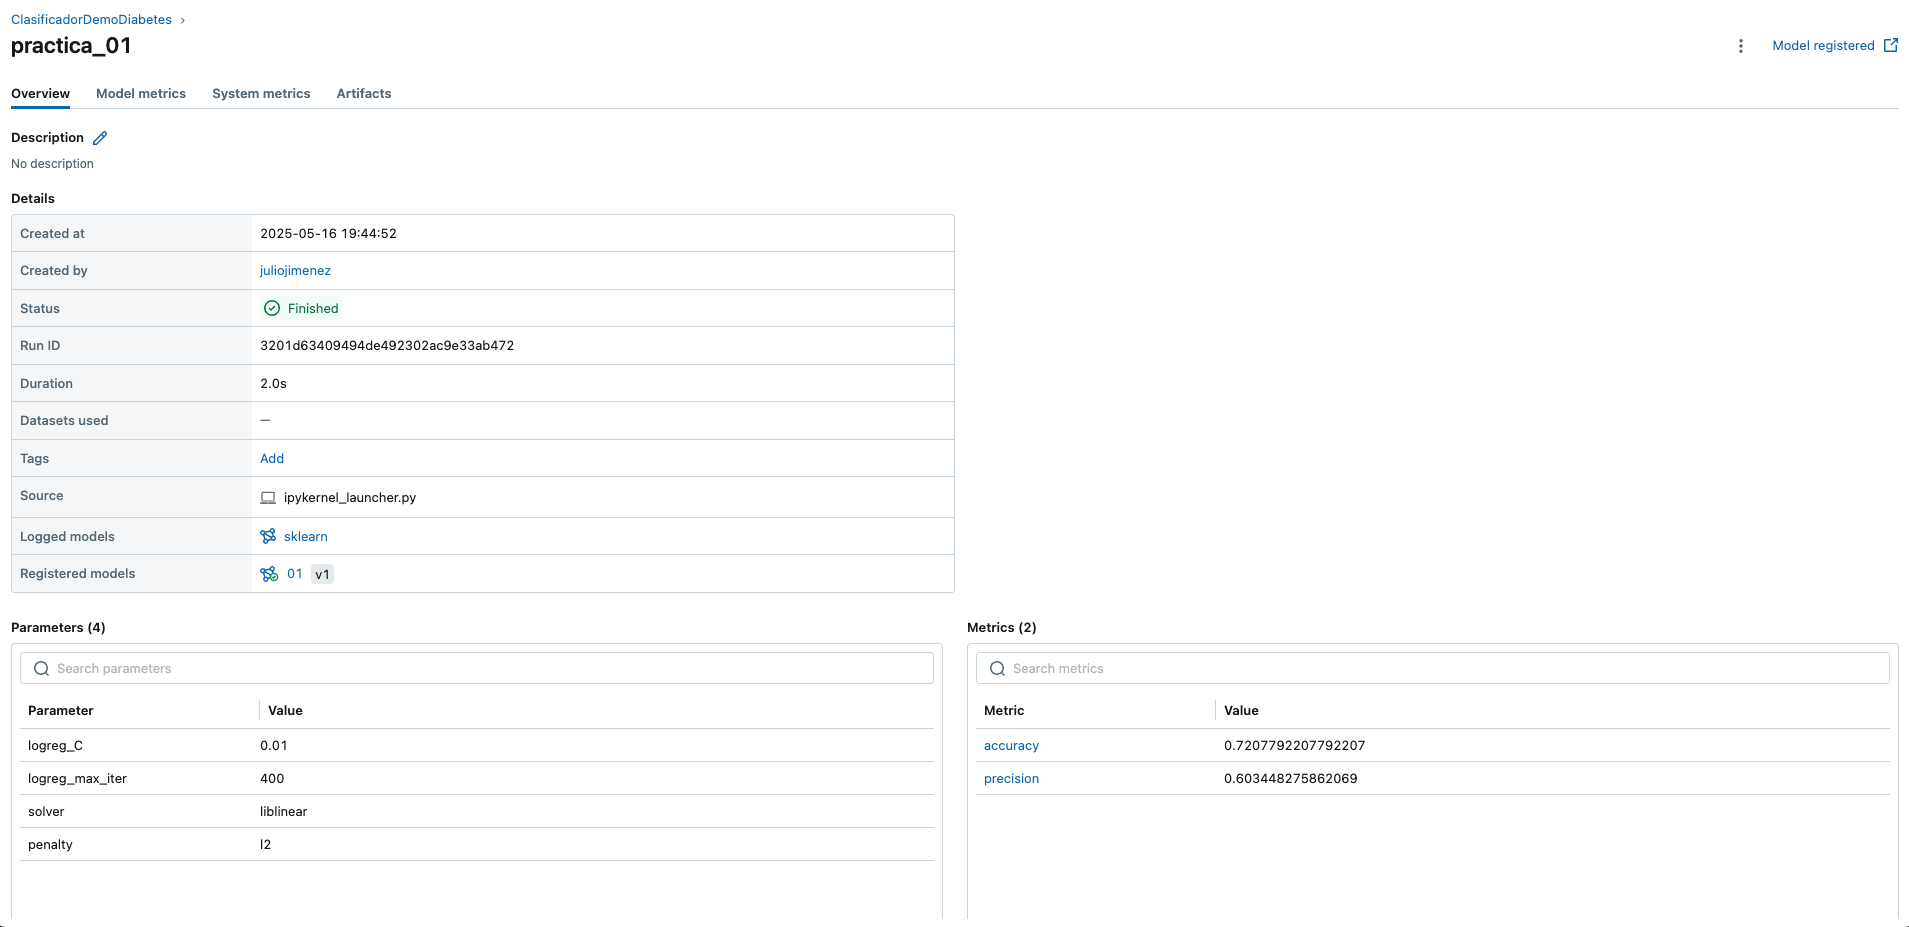 ClasificadorDemoDiabetes ›
practica_01
Model registered
Overview Model metrics System metrics Artifacts
Description
No description
Details
Created at 2025-05-16 19:44:52
Created by juliojimenez
Status Finished
Run ID 3201d63409494de492302ac9e33ab472
Duration 2.0s
Datasets used —
Tags Add
Source ipykernel_launcher.py
Logged models sklearn
Registered models 01 v1
Parameters (4)
Search parameters
Parameter Value
logreg_C 0.01
logreg_max_iter 400
solver liblinear
penalty l2
Metrics (2)
Search metrics
Metric Value
accuracy 0.7207792207792207
precision 0.603448275862069